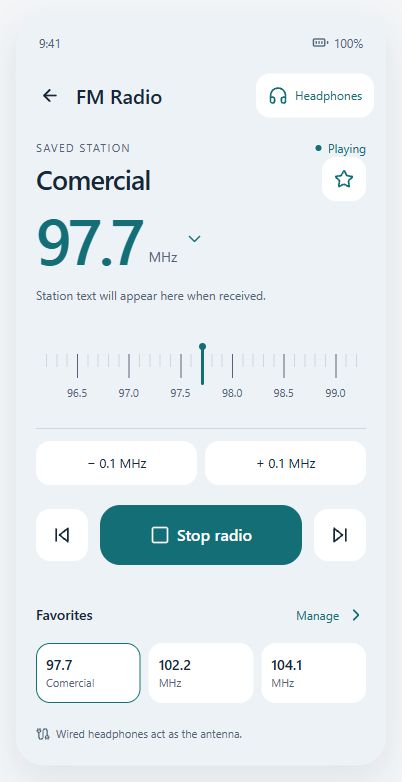 9:41 100%
FM Radio Headphones
SAVED STATION Playing
Comercial
97.7 MHz
Station text will appear here when received.
96.5 97.0 97.5 98.0 98.5 99.0
− 0.1 MHz + 0.1 MHz
Stop radio
Favorites Manage
97.7 102.2 104.1
Comercial MHz MHz
Wired headphones act as the antenna.